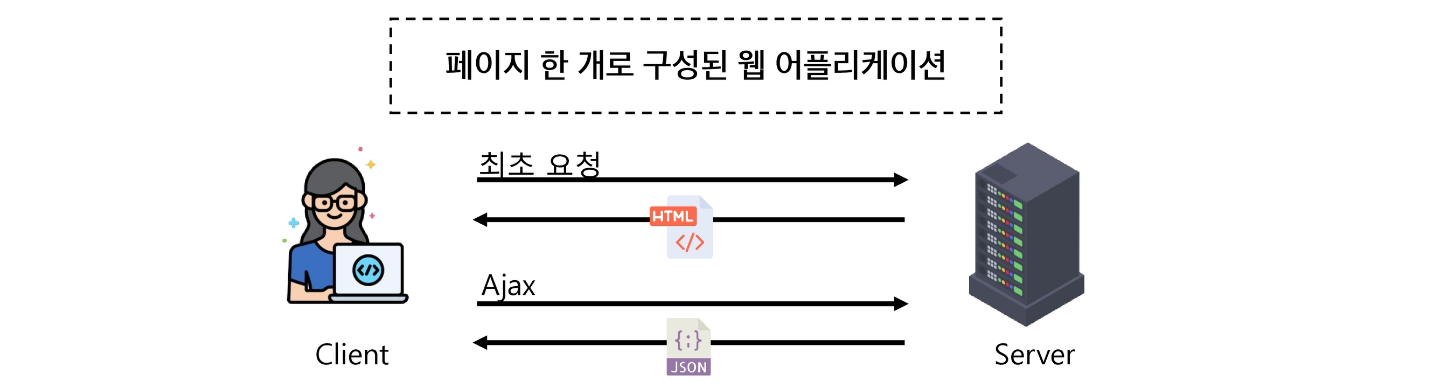 페이지 한 개로 구성된 웹 어플리케이션
최초 요청
HTML
</>
</>
Ajax
{:}
JSON
Client
Server